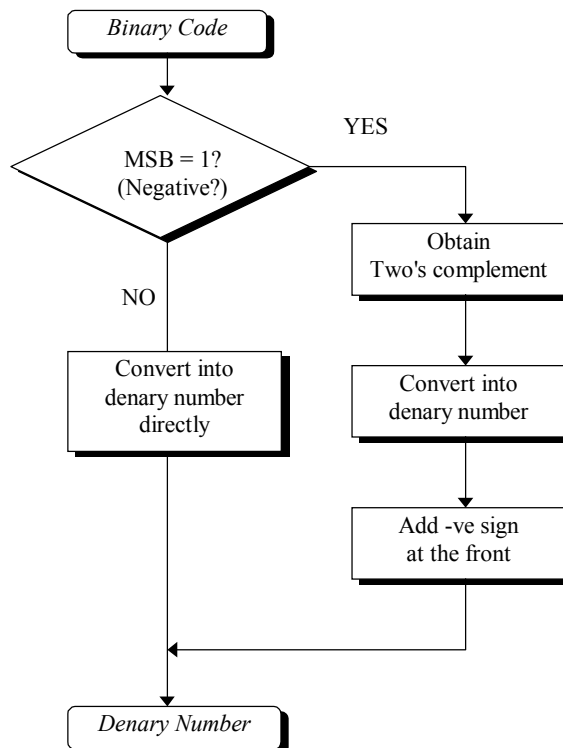 Binary Code
MSB = 1?
(Negative?)
YES
Obtain
Two's complement
NO
Convert into
denary number
directly
Convert into
denary number
Add -ve sign
at the front
Denary Number